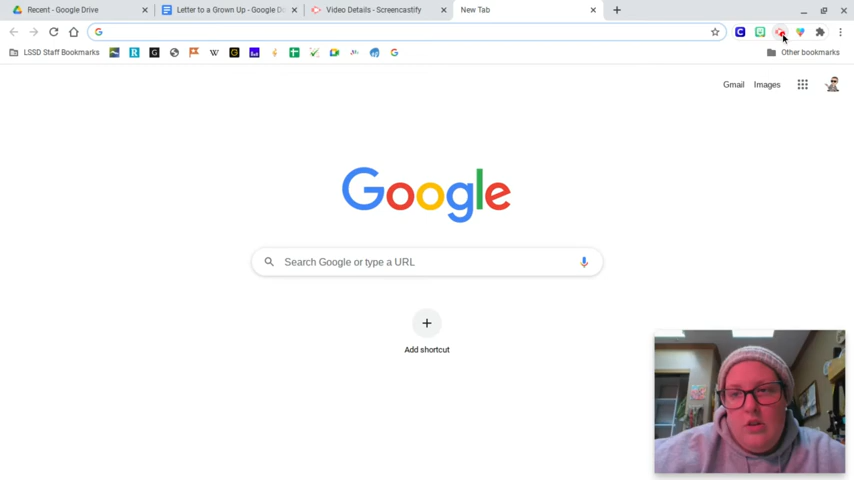 Recent - Google Drive
Letter to a Grown Up - Google D
Video Details - Screencastify
New Tab
LSSD Staff Bookmarks
Other bookmarks
Gmail Images
Google
Search Google or type a URL
Add shortcut